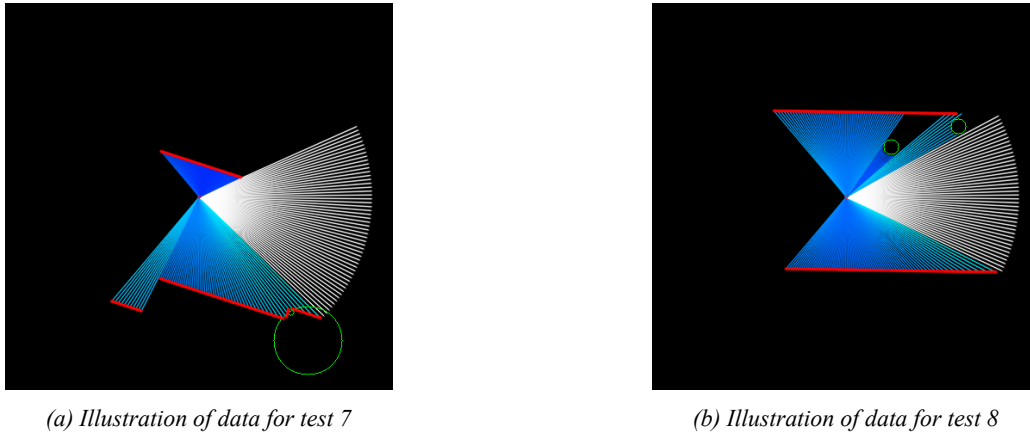 (a) Illustration of data for test 7
(b) Illustration of data for test 8